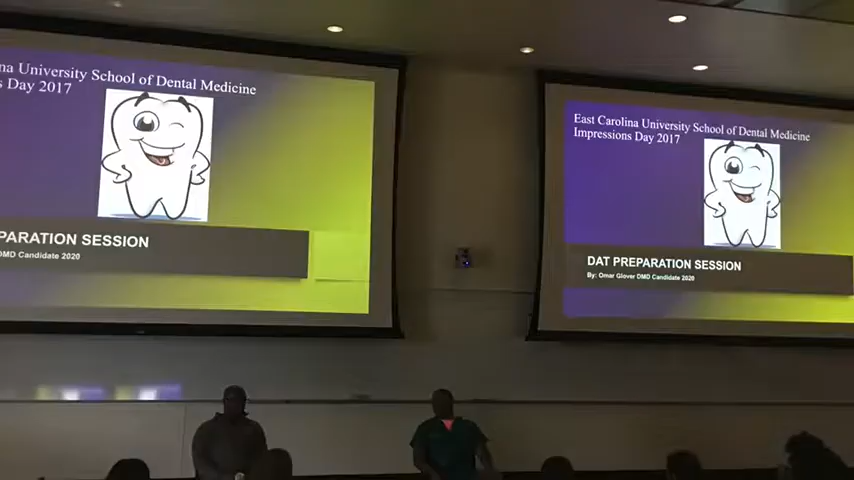 na University School of Dental Medicine
s Day 2017
PARATION SESSION
DMD Candidate 2020
East Carolina University School of Dental Medicine
Impressions Day 2017
DAT PREPARATION SESSION
By: Omar Glover DMD Candidate 2020